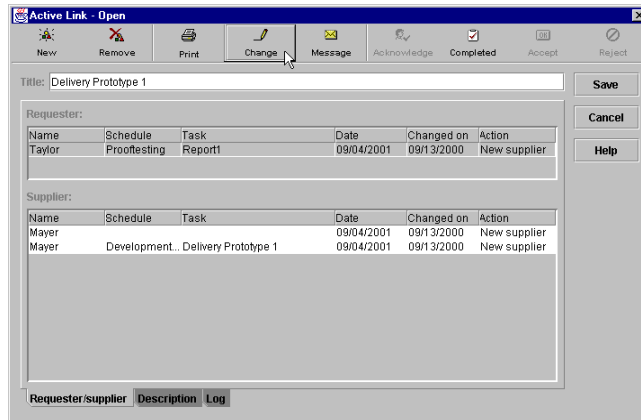 Active Link - Open
New Remove Print Change Message Acknowledge Completed OK Accept Reject
Title: Delivery Prototype 1
Save
Requester:
Cancel
Name Schedule Task Date Changed on Action
Taylor Prooftesting Report1 09/04/2001 09/13/2000 New supplier
Help
Supplier:
Name Schedule Task Date Changed on Action
Mayer 09/04/2001 09/13/2000 New supplier
Mayer Development... Delivery Prototype 1 09/04/2001 09/13/2000 New supplier
Requester/supplier Description Log